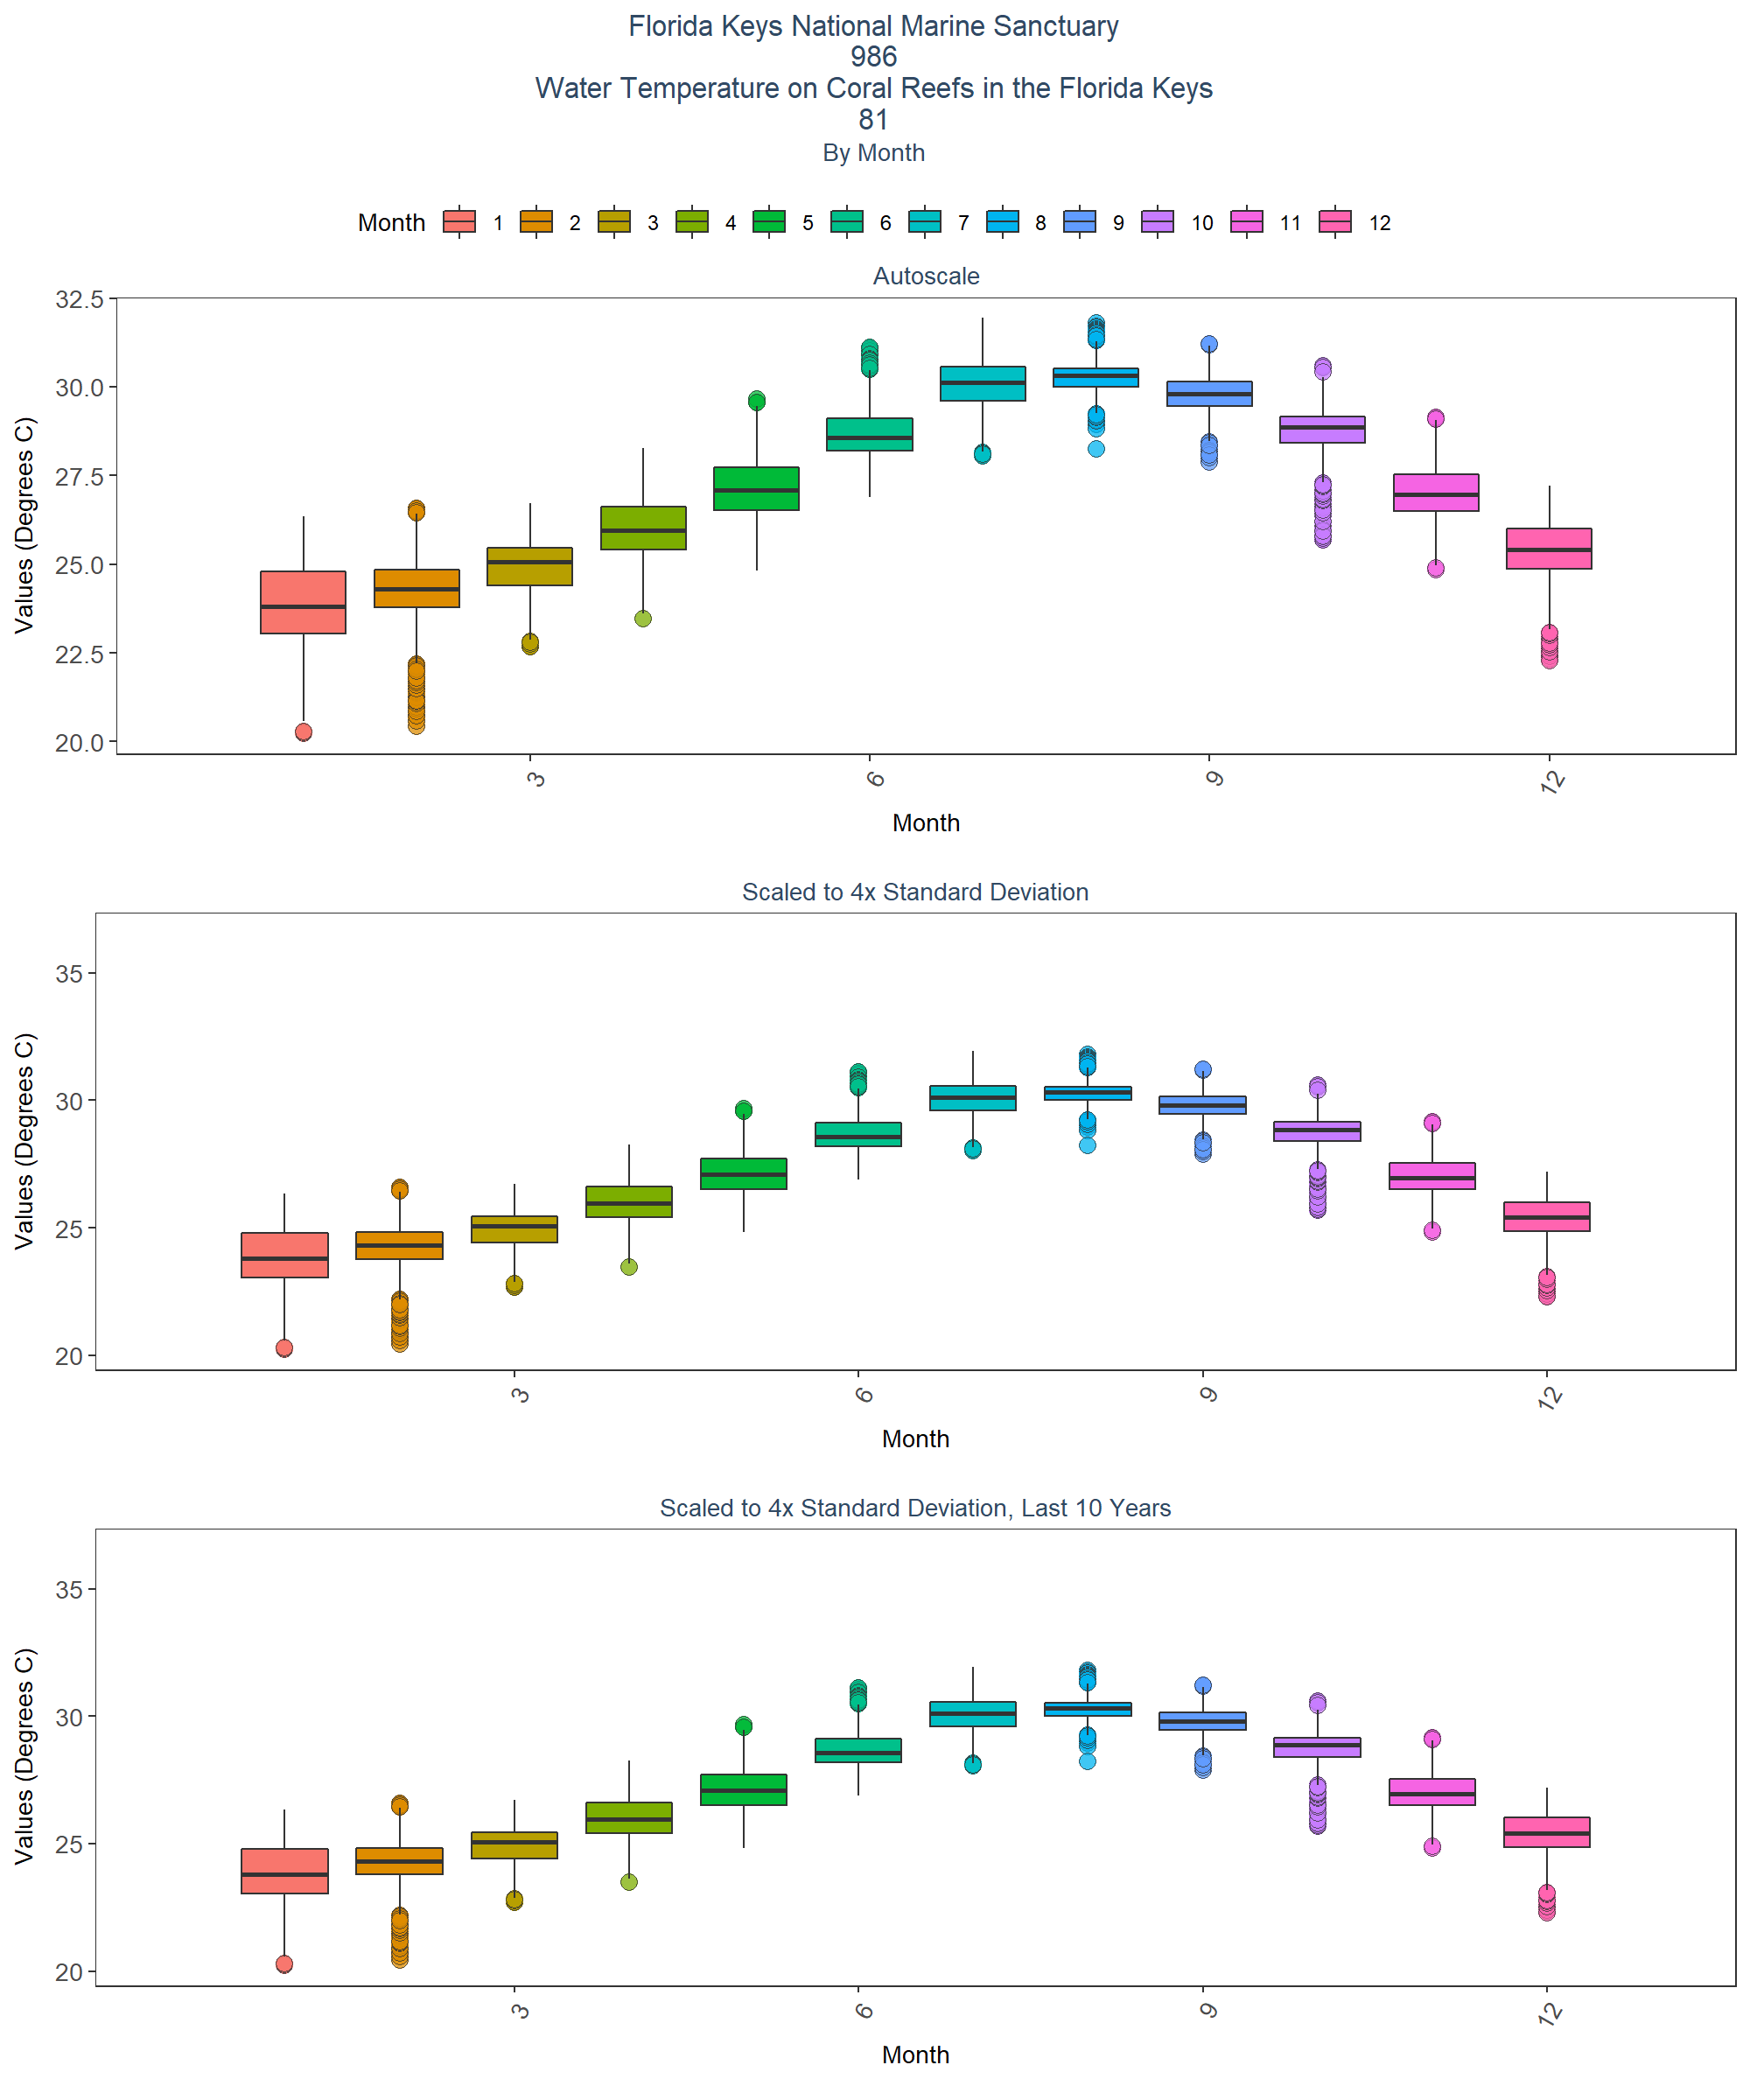 Florida Keys National Marine Sanctuary
986
Water Temperature on Coral Reefs in the Florida Keys
81
By Month
Month 1 2 3 4 5 6 7 8 9 10 11 12
Autoscale
Values (Degrees C)
32.5
30.0
27.5
25.0
22.5
20.0
3 6 9 12
Month
Scaled to 4x Standard Deviation
Values (Degrees C)
35
30
25
20
3 6 9 12
Month
Scaled to 4x Standard Deviation, Last 10 Years
Values (Degrees C)
35
30
25
20
3 6 9 12
Month